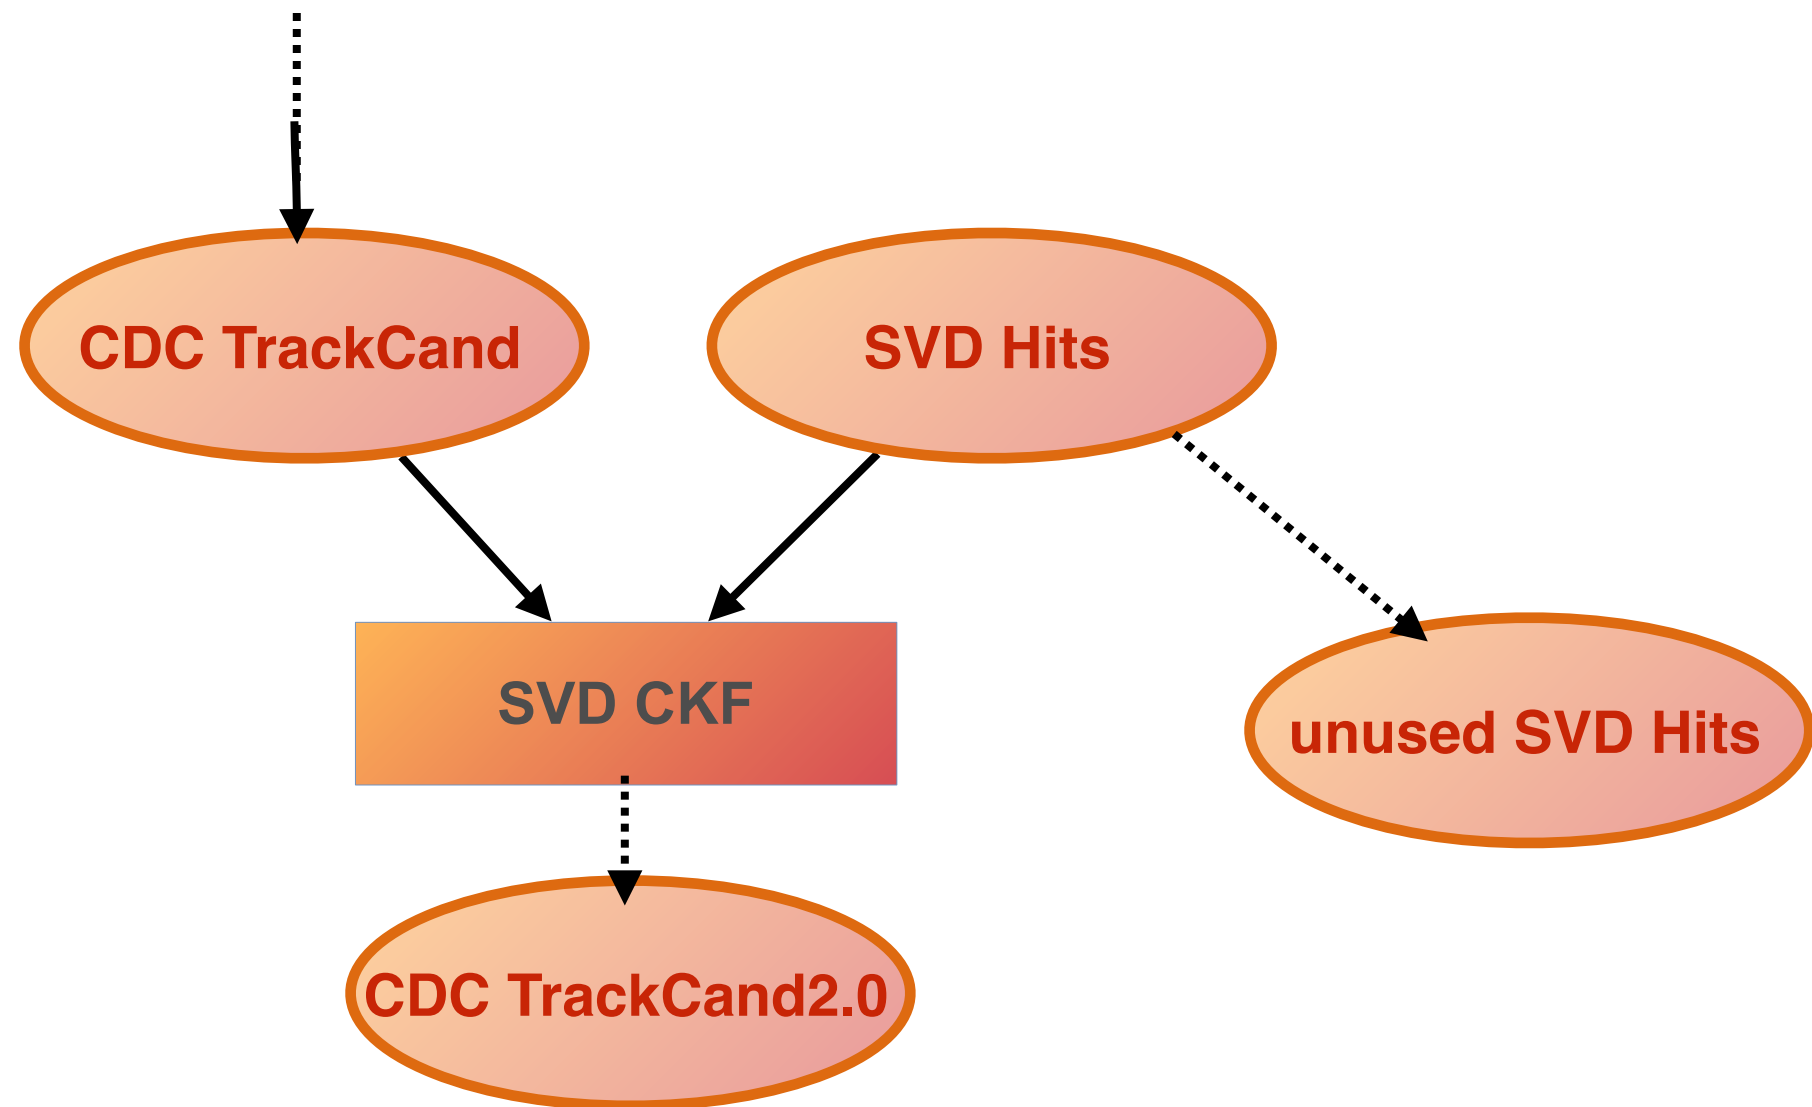 CDC TrackCand
SVD Hits
SVD CKF
unused SVD Hits
CDC TrackCand2.0